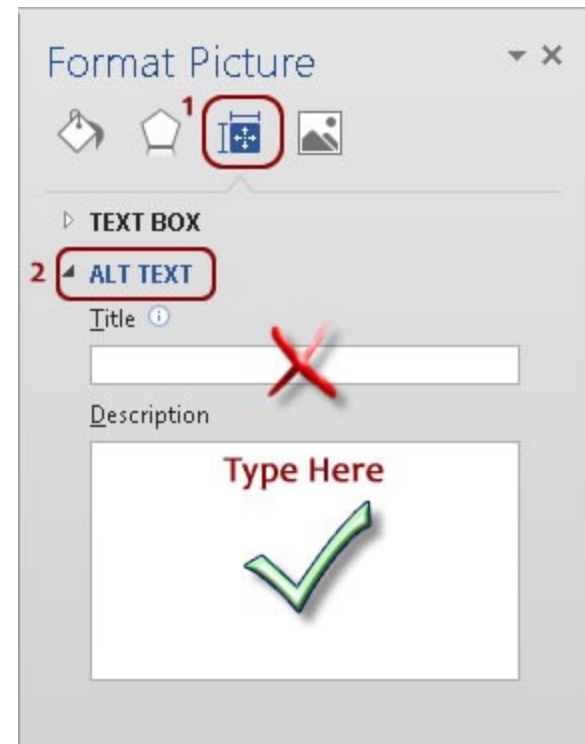 Format Picture
1
TEXT BOX
2 ALT TEXT
Title
Description
Type Here